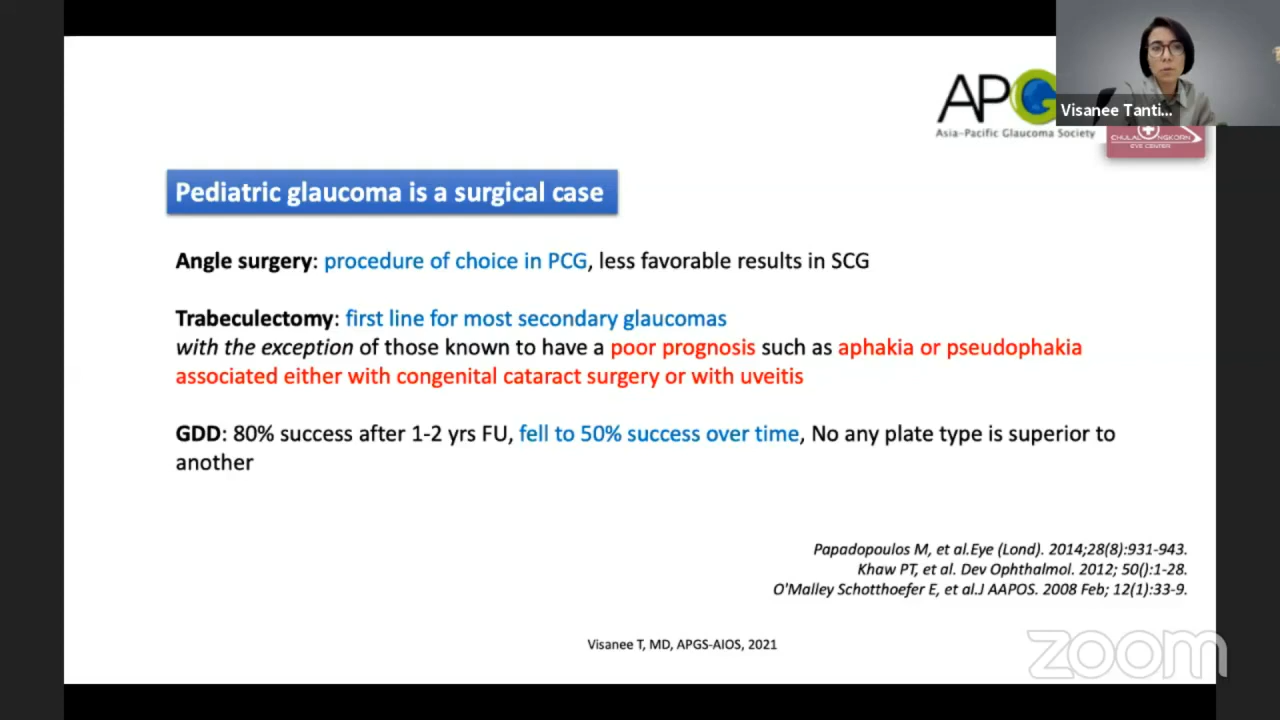 APG
Asia-Pacific Glaucoma Society
Visanee Tanti...
CHULALONGKORN
EYE CENTER
Pediatric glaucoma is a surgical case
Angle surgery: procedure of choice in PCG, less favorable results in SCG
Trabeculectomy: first line for most secondary glaucomas
with the exception of those known to have a poor prognosis such as aphakia or pseudophakia
associated either with congenital cataract surgery or with uveitis
GDD: 80% success after 1-2 yrs FU, fell to 50% success over time, No any plate type is superior to
another
Papadopoulos M, et al.Eye (Lond). 2014;28(8):931-943.
Khaw PT, et al. Dev Ophthalmol. 2012; 50():1-28.
O'Malley Schotthoefer E, et al.J AAPOS. 2008 Feb; 12(1):33-9.
Visanee T, MD, APGS-AIOS, 2021
zoom